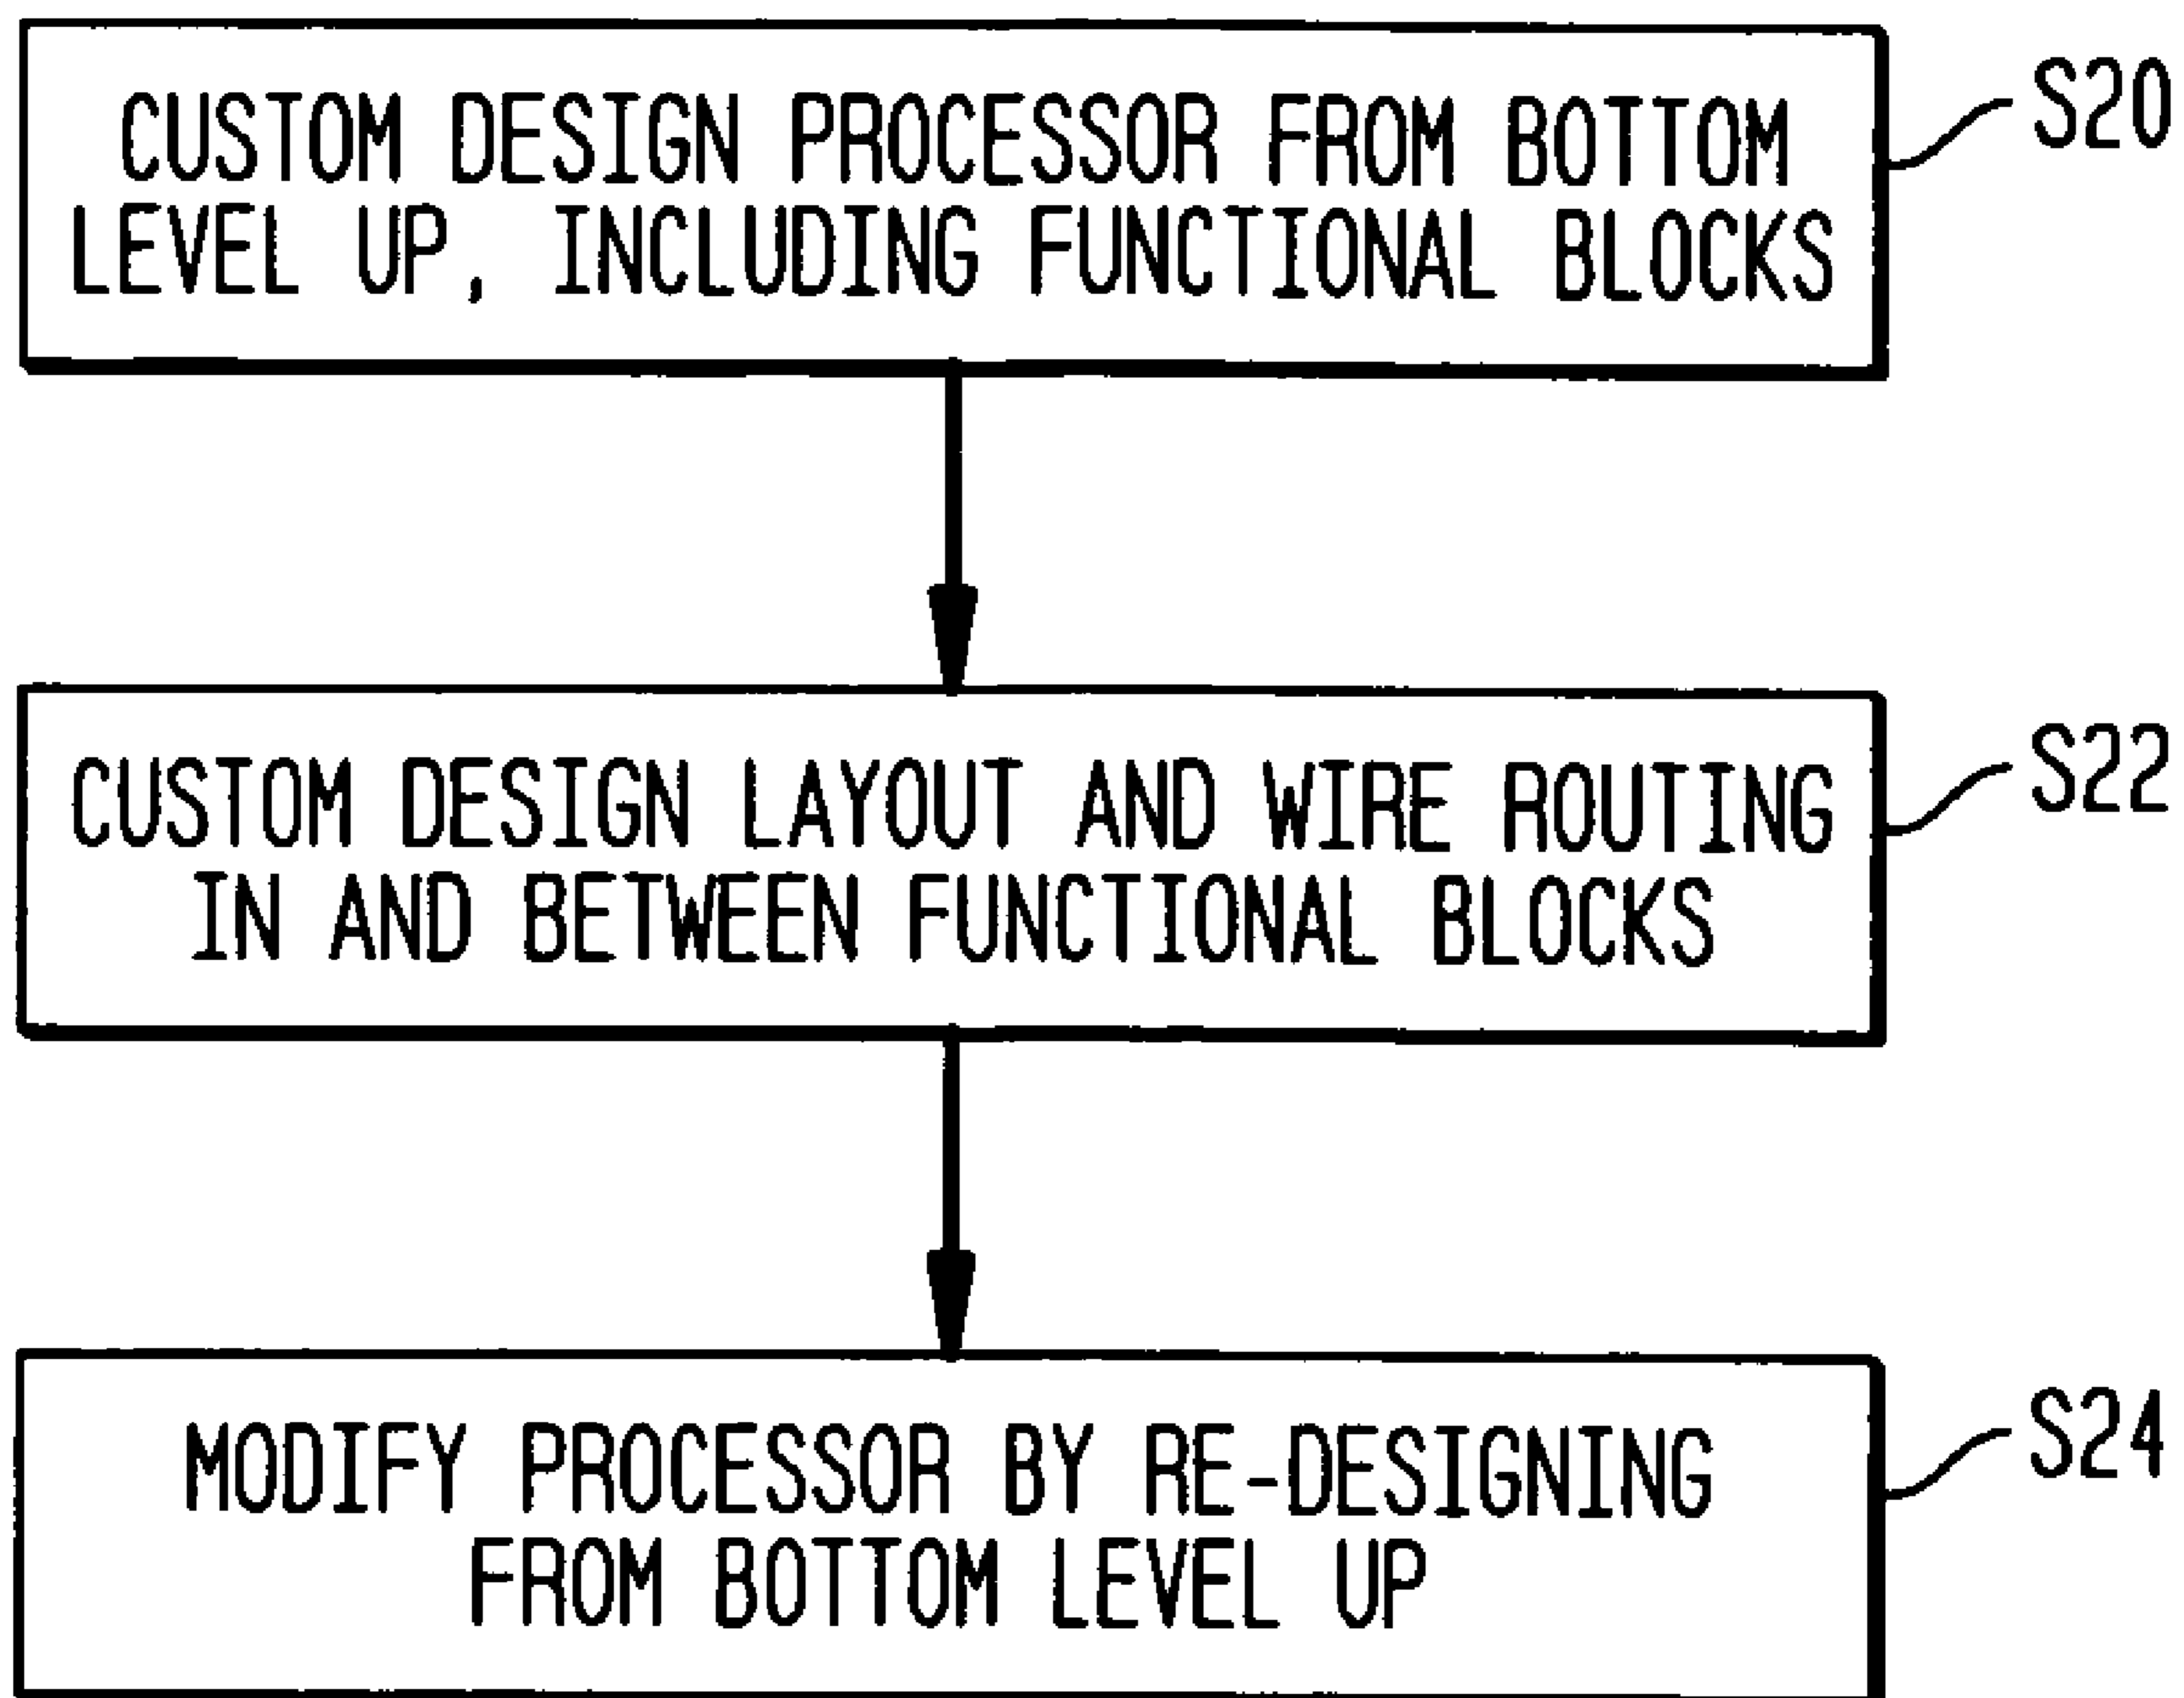 CUSTOM DESIGN PROCESSOR FROM BOTTOM
LEVEL UP, INCLUDING FUNCTIONAL BLOCKS
S20
CUSTOM DESIGN LAYOUT AND WIRE ROUTING
IN AND BETWEEN FUNCTIONAL BLOCKS
S22
MODIFY PROCESSOR BY RE-DESIGNING
FROM BOTTOM LEVEL UP
S24